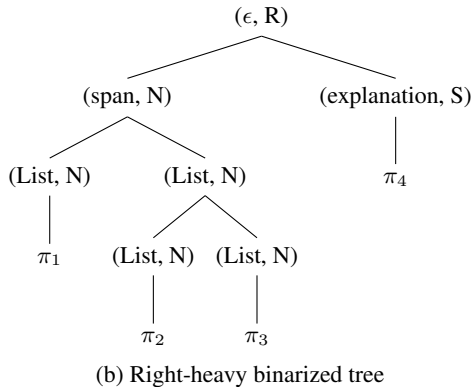 (ϵ, R)
(span, N) (explanation, S)
(List, N) (List, N) π₄
π₁ (List, N) (List, N)
π₂ π₃
(b) Right-heavy binarized tree